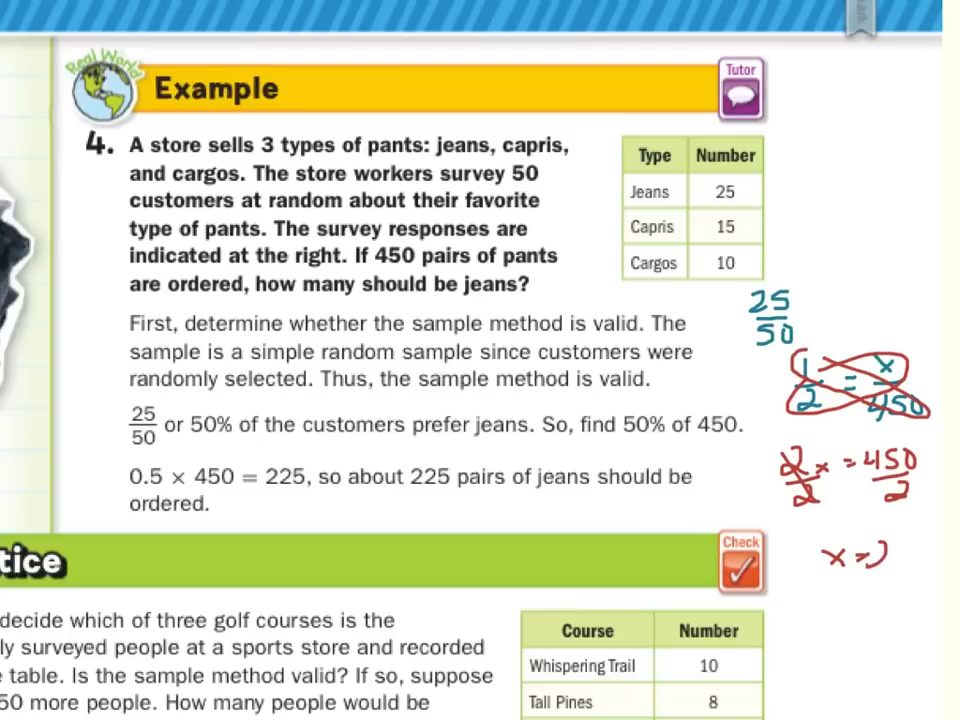 Real World
Example
Tutor
4. A store sells 3 types of pants: jeans, capris,
and cargos. The store workers survey 50
customers at random about their favorite
type of pants. The survey responses are
indicated at the right. If 450 pairs of pants
are ordered, how many should be jeans?
Type Number
Jeans 25
Capris 15
Cargos 10
First, determine whether the sample method is valid. The
sample is a simple random sample since customers were
randomly selected. Thus, the sample method is valid.
25/50 or 50% of the customers prefer jeans. So, find 50% of 450.
0.5 × 450 = 225, so about 225 pairs of jeans should be
ordered.
25/50
1/2 = x/450
2x/2 = 450/2
x =
tice
Check
decide which of three golf courses is the
ly surveyed people at a sports store and recorded
e table. Is the sample method valid? If so, suppose
50 more people. How many people would be
Course Number
Whispering Trail 10
Tall Pines 8